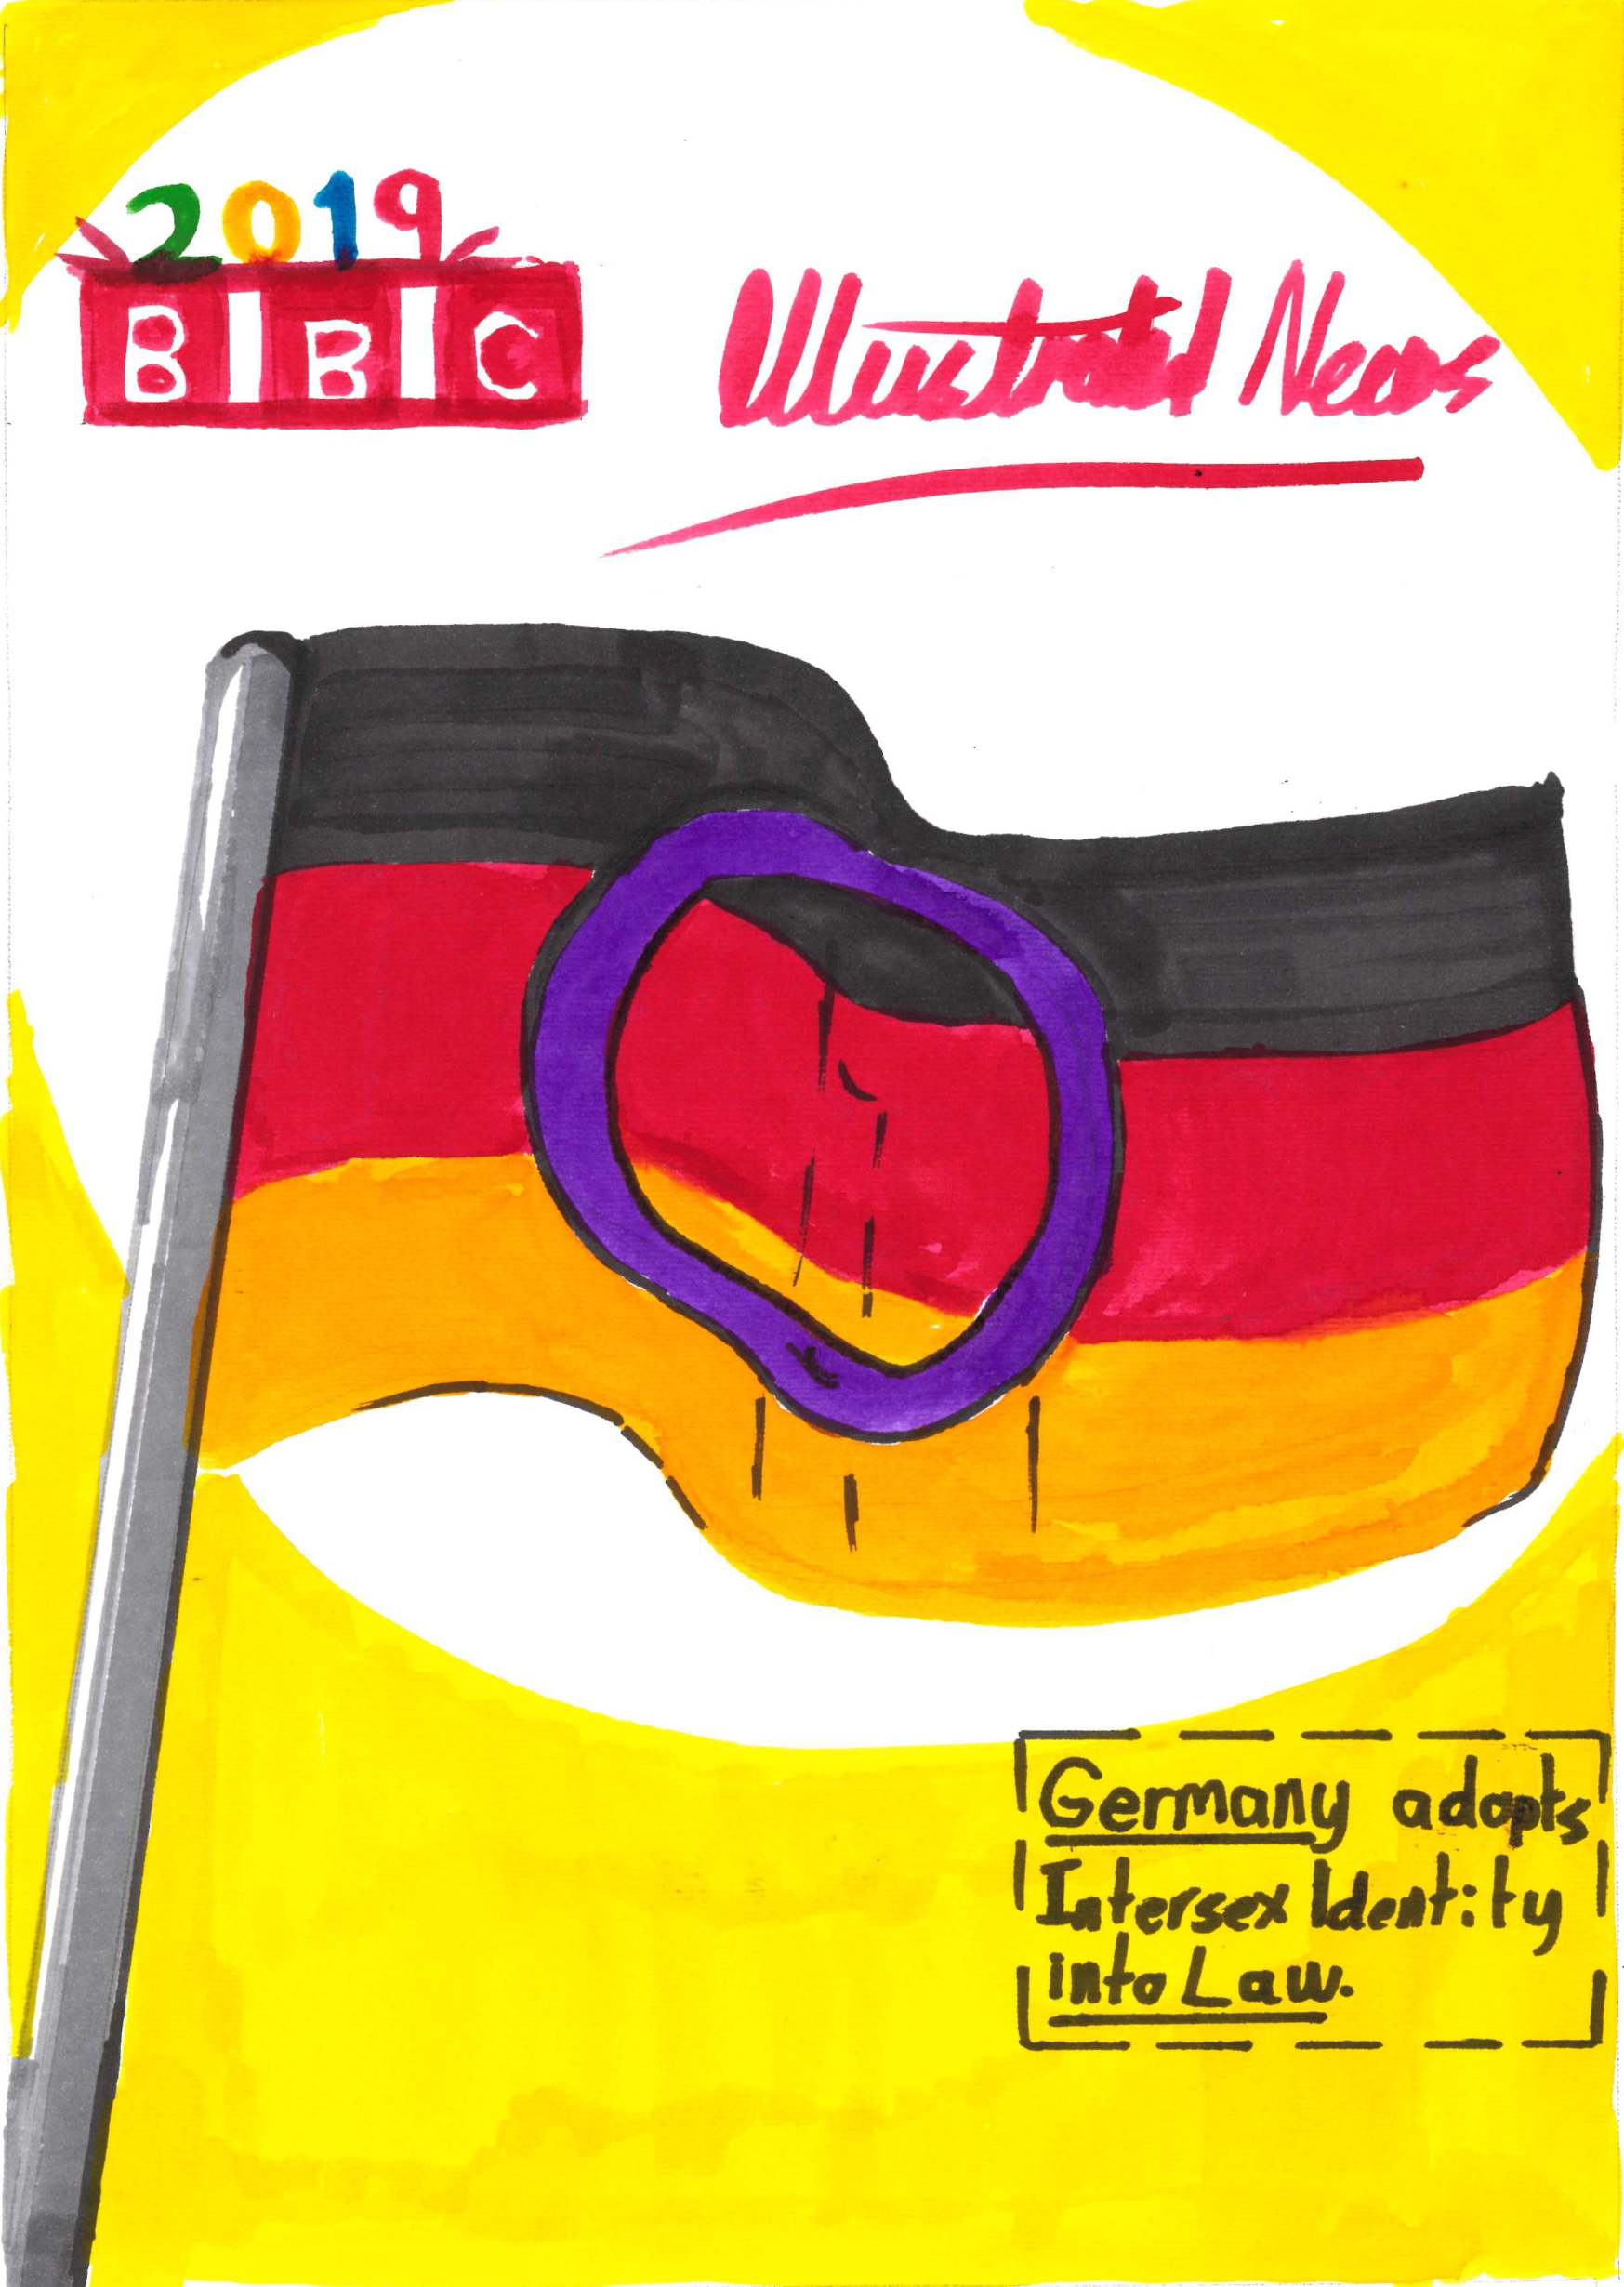 2019
BBC
Illustrated News
Germany adopts
Intersex Identity
into Law.